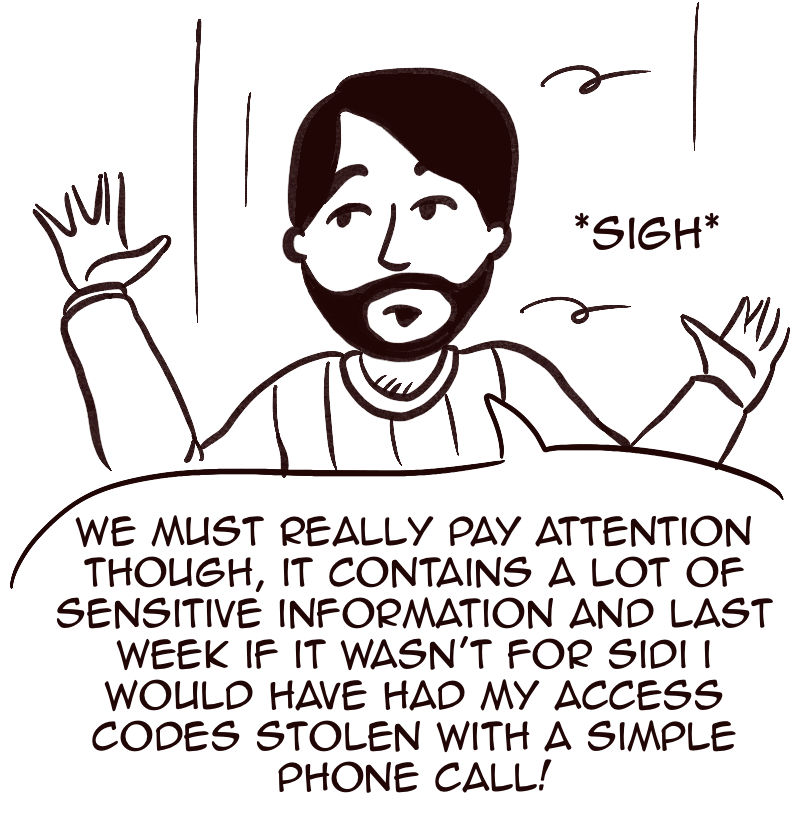 *SIGH*
WE MUST REALLY PAY ATTENTION
THOUGH, IT CONTAINS A LOT OF
SENSITIVE INFORMATION AND LAST
WEEK IF IT WASN'T FOR SIDI I
WOULD HAVE HAD MY ACCESS
CODES STOLEN WITH A SIMPLE
PHONE CALL!